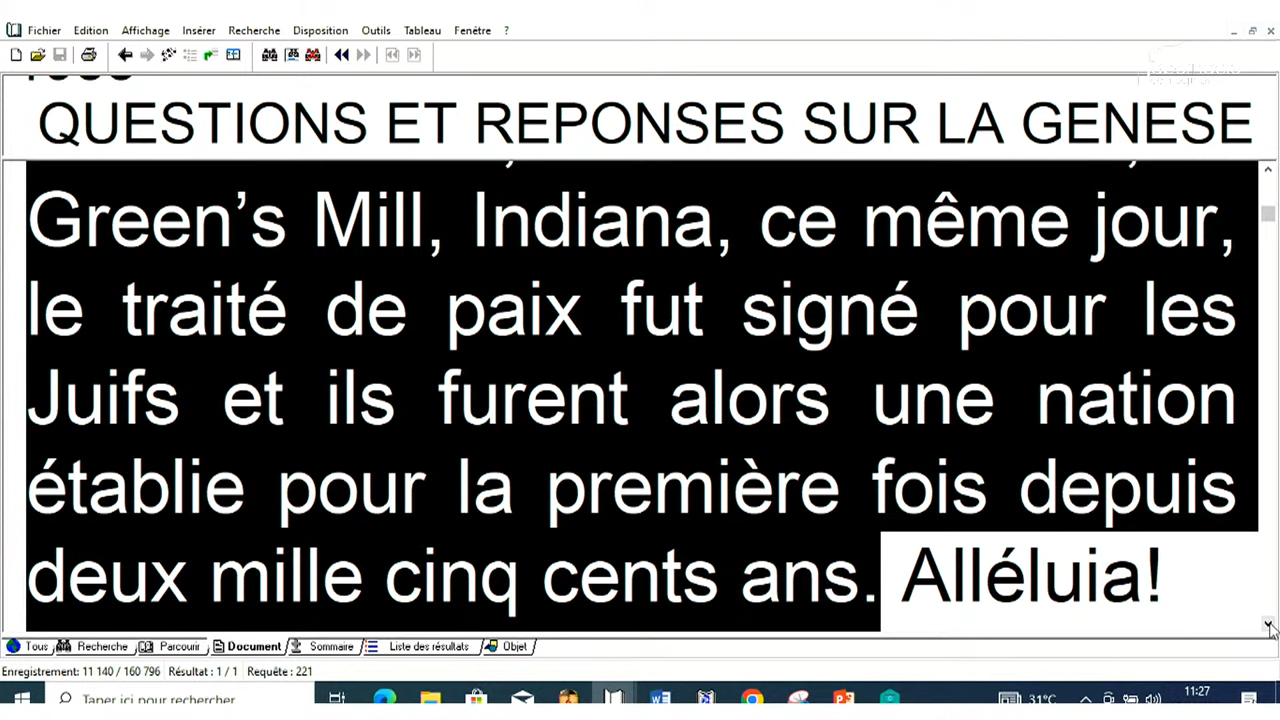 Fichier Edition Affichage Insérer Recherche Disposition Outils Tableau Fenêtre ?
QUESTIONS ET REPONSES SUR LA GENESE
Green’s Mill, Indiana, ce même jour,
le traité de paix fut signé pour les
Juifs et ils furent alors une nation
établie pour la première fois depuis
deux mille cinq cents ans. Alléluia!
Tous Recherche Parcourir Document Sommaire Liste des résultats Objet
Enregistrement: 11 140 / 160 796 Résultat : 1 / 1 Requête : 221
Taper ici pour rechercher 31°C 11:27